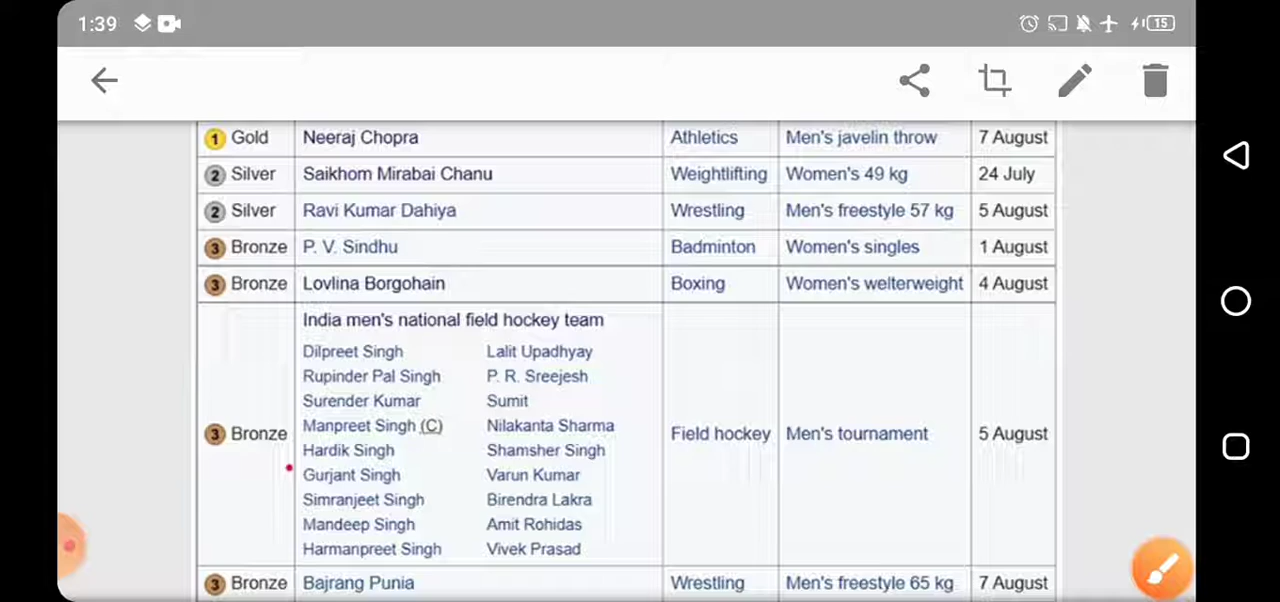 1:39 15
1 Gold Neeraj Chopra Athletics Men's javelin throw 7 August
2 Silver Saikhom Mirabai Chanu Weightlifting Women's 49 kg 24 July
2 Silver Ravi Kumar Dahiya Wrestling Men's freestyle 57 kg 5 August
3 Bronze P. V. Sindhu Badminton Women's singles 1 August
3 Bronze Lovlina Borgohain Boxing Women's welterweight 4 August
India men's national field hockey team
Dilpreet Singh Lalit Upadhyay
Rupinder Pal Singh P. R. Sreejesh
Surender Kumar Sumit
Manpreet Singh (C) Nilakanta Sharma
3 Bronze Field hockey Men's tournament 5 August
Hardik Singh Shamsher Singh
Gurjant Singh Varun Kumar
Simranjeet Singh Birendra Lakra
Mandeep Singh Amit Rohidas
Harmanpreet Singh Vivek Prasad
3 Bronze Bajrang Punia Wrestling Men's freestyle 65 kg 7 August